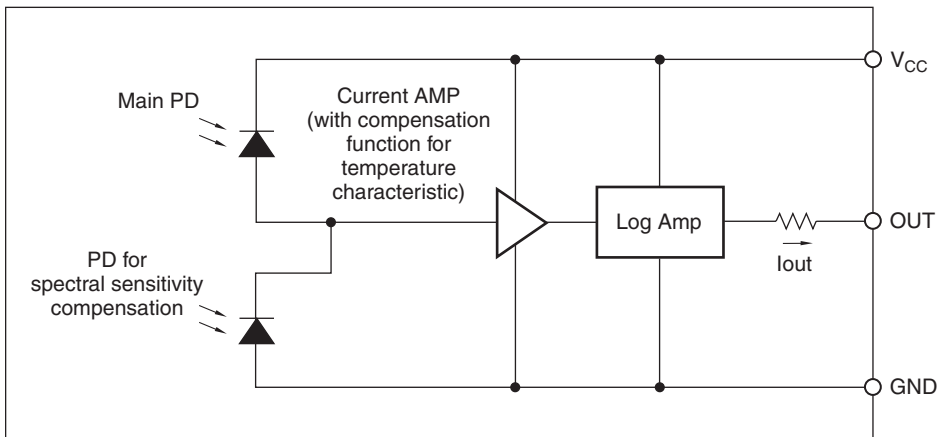 Main PD
Current AMP
(with compensation
function for
temperature
characteristic)
V_CC
Log Amp
OUT
Iout
PD for
spectral sensitivity
compensation
GND